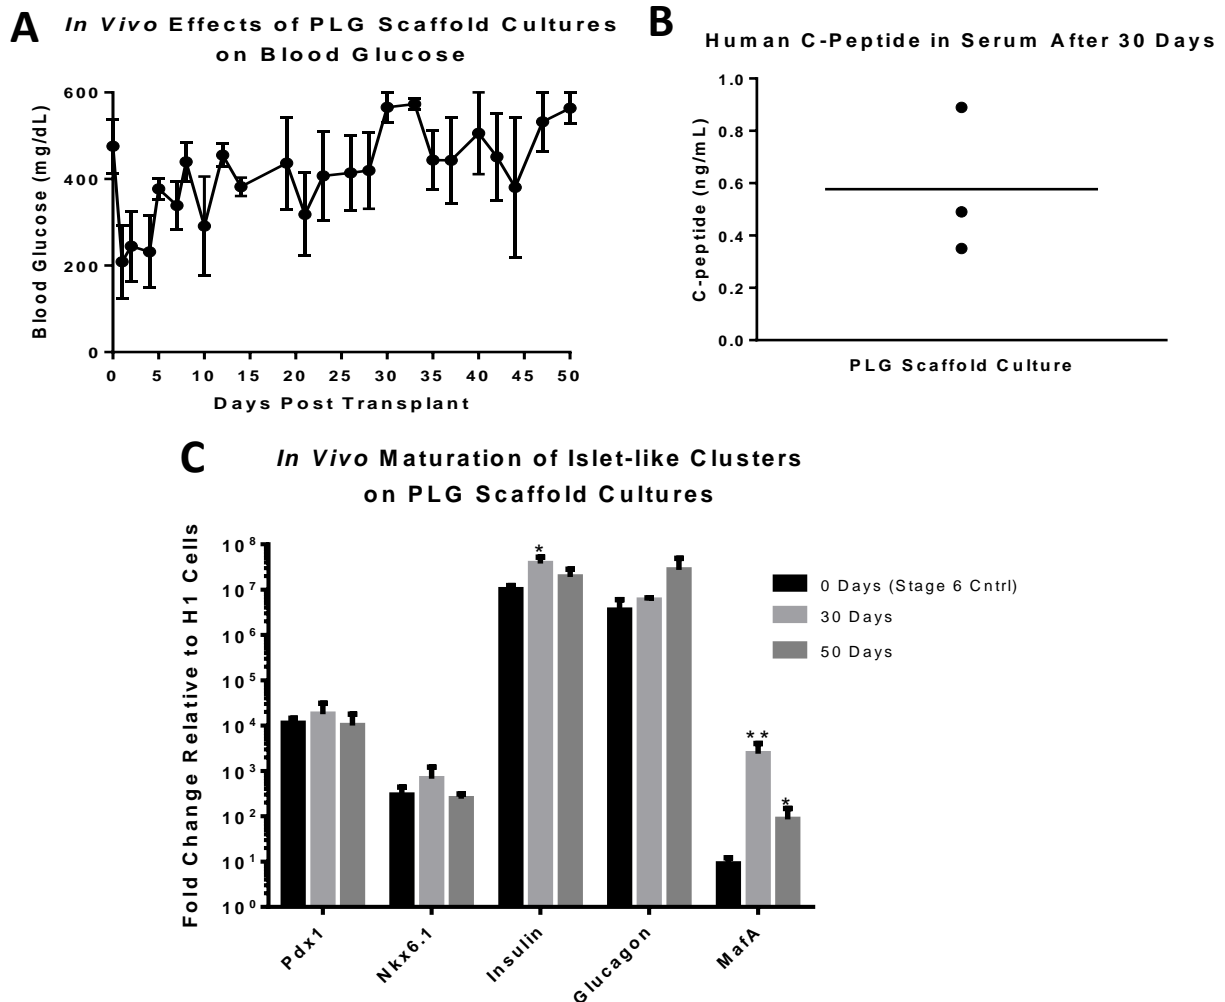 A
In Vivo Effects of PLG Scaffold Cultures
on Blood Glucose
Blood Glucose (mg/dL)
600
400
200
0
0 5 10 15 20 25 30 35 40 45 50
Days Post Transplant
B
Human C-Peptide in Serum After 30 Days
C-peptide (ng/mL)
1.0
0.8
0.6
0.4
0.2
0.0
PLG Scaffold Culture
C
In Vivo Maturation of Islet-like Clusters
on PLG Scaffold Cultures
Fold Change Relative to H1 Cells
10⁸
10⁷
10⁶
10⁵
10⁴
10³
10²
10¹
10⁰
*
**
*
Pdx1
Nkx6.1
Insulin
Glucagon
MafA
0 Days (Stage 6 Cntrl)
30 Days
50 Days